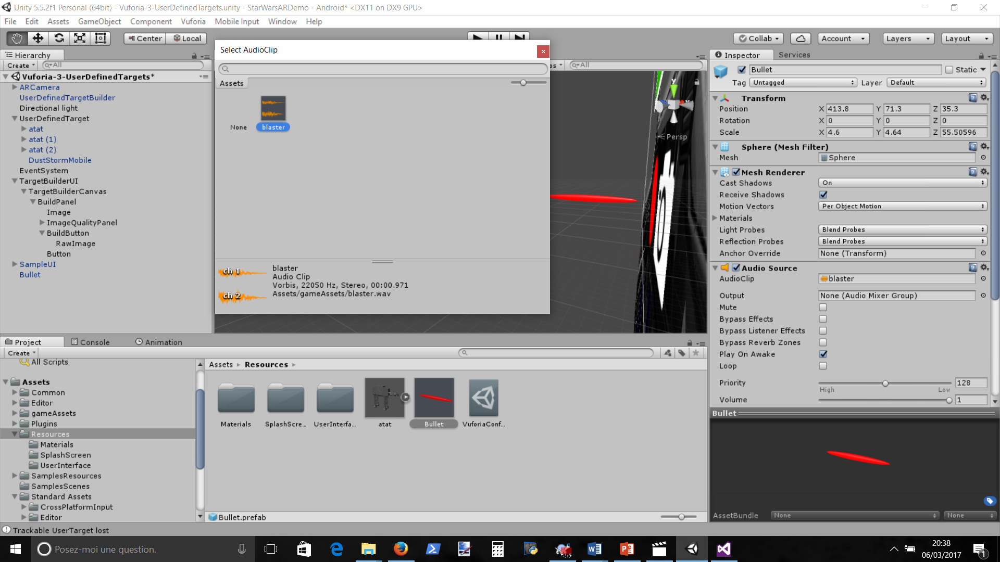 Unity 5.5.2f1 Personal (64bit) - Vuforia-3-UserDefinedTargets.unity - StarWarsARDemo - Android* <DX11 on DX9 GPU>
File Edit Assets GameObject Component Vuforia Mobile Input Window Help
Center Local
Collab Account Layers Layout
Hierarchy
Create All
Vuforia-3-UserDefinedTargets*
ARCamera
UserDefinedTargetBuilder
Directional light
UserDefinedTarget
atat
atat (1)
atat (2)
DustStormMobile
EventSystem
TargetBuilderUI
TargetBuilderCanvas
BuildPanel
Image
ImageQualityPanel
BuildButton
RawImage
Button
SampleUI
Bullet
Select AudioClip
Assets
None
blaster
ch 1
ch 2
blaster
Audio Clip
Vorbis, 22050 Hz, Stereo, 00:00.971
Assets/gameAssets/blaster.wav
os All
y
Persp
Inspector Services
Bullet Static
Tag Untagged Layer Default
Transform
Position X 413.8 Y 71.3 Z 35.3
Rotation X 0 Y 0 Z 0
Scale X 4.6 Y 4.64 Z 55.50596
Sphere (Mesh Filter)
Mesh Sphere
Mesh Renderer
Cast Shadows On
Receive Shadows
Motion Vectors Per Object Motion
Materials
Light Probes Blend Probes
Reflection Probes Blend Probes
Anchor Override None (Transform)
Audio Source
AudioClip blaster
Output None (Audio Mixer Group)
Mute
Bypass Effects
Bypass Listener Effects
Bypass Reverb Zones
Play On Awake
Loop
Priority 128
High Low
Volume 1
Bullet
AssetBundle None None
Project Console Animation
Create
All Scripts
Assets
Common
Editor
gameAssets
Plugins
Resources
Materials
SplashScreen
UserInterface
SamplesResources
SamplesScenes
Standard Assets
CrossPlatformInput
Editor
Assets Resources
Materials SplashScre... UserInterfa... atat Bullet VuforiaConf...
Bullet.prefab
Trackable UserTarget lost
Posez-moi une question.
20:38
06/03/2017
1